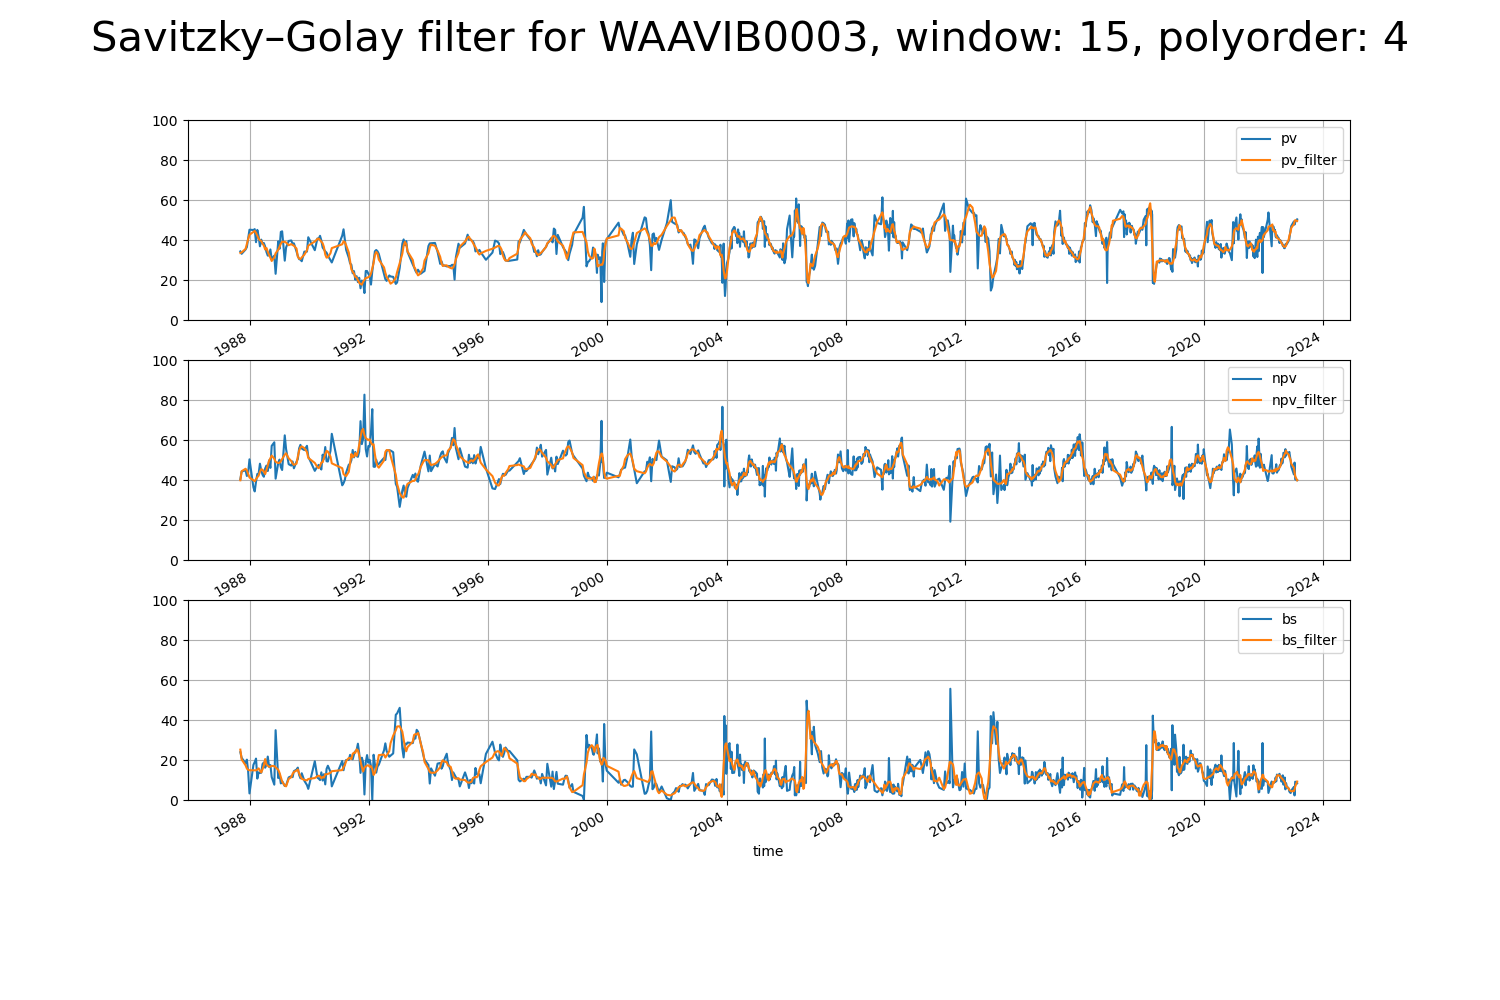 Savitzky–Golay filter for WAAVIB0003, window: 15, polyorder: 4
100
80
60
40
20
0
pv
pv_filter
1988 1992 1996 2000 2004 2008 2012 2016 2020 2024
100
80
60
40
20
0
npv
npv_filter
1988 1992 1996 2000 2004 2008 2012 2016 2020 2024
100
80
60
40
20
0
bs
bs_filter
1988 1992 1996 2000 2004 2008 2012 2016 2020 2024
time